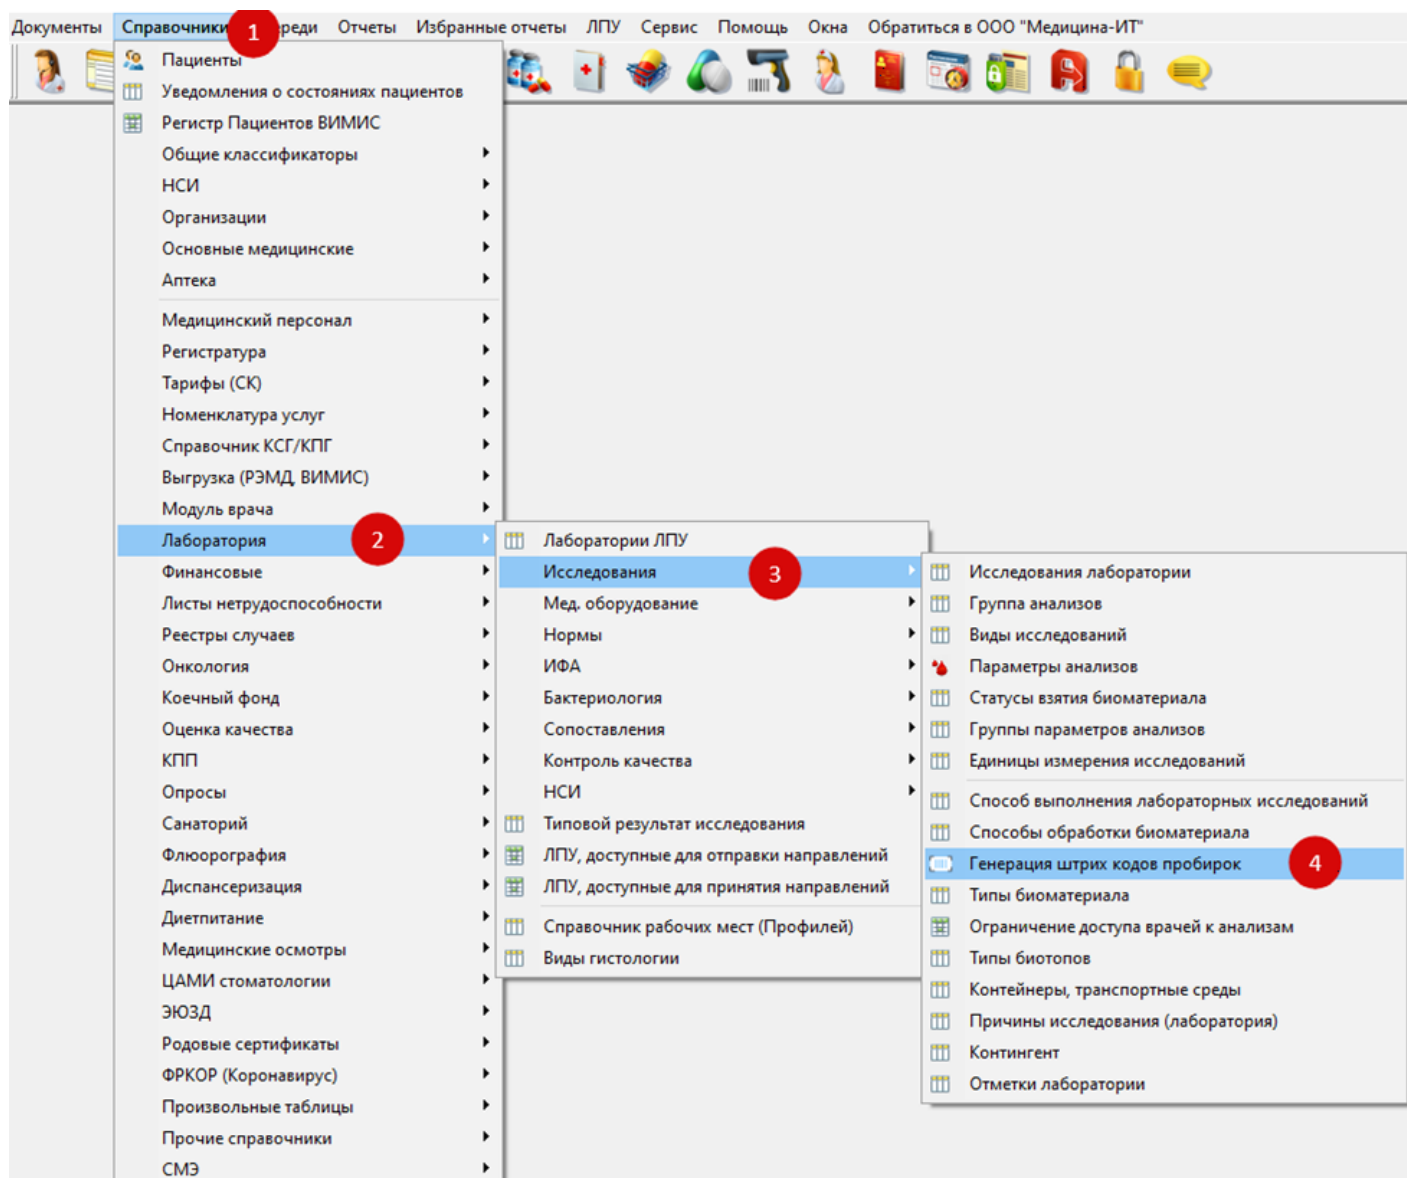 Документы Справочники 1 реди Отчеты Избранные отчеты ЛПУ Сервис Помощь Окна Обратиться в ООО "Медицина-ИТ"
Пациенты
Уведомления о состояниях пациентов
Регистр Пациентов ВИМИС
Общие классификаторы
НСИ
Организации
Основные медицинские
Аптека
Медицинский персонал
Регистратура
Тарифы (СК)
Номенклатура услуг
Справочник КСГ/КПГ
Выгрузка (РЭМД, ВИМИС)
Модуль врача
Лаборатория 2
Финансовые
Листы нетрудоспособности
Реестры случаев
Онкология
Коечный фонд
Оценка качества
КПП
Опросы
Санаторий
Флюорография
Диспансеризация
Диетпитание
Медицинские осмотры
ЦАМИ стоматологии
ЭЮЗД
Родовые сертификаты
ФРКОР (Коронавирус)
Произвольные таблицы
Прочие справочники
СМЭ
Лаборатории ЛПУ
Исследования 3
Мед. оборудование
Нормы
ИФА
Бактериология
Сопоставления
Контроль качества
НСИ
Типовой результат исследования
ЛПУ, доступные для отправки направлений
ЛПУ, доступные для принятия направлений
Справочник рабочих мест (Профилей)
Виды гистологии
Исследования лаборатории
Группа анализов
Виды исследований
Параметры анализов
Статусы взятия биоматериала
Группы параметров анализов
Единицы измерения исследований
Способ выполнения лабораторных исследований
Способы обработки биоматериала
Генерация штрих кодов пробирок 4
Типы биоматериала
Ограничение доступа врачей к анализам
Типы биотопов
Контейнеры, транспортные среды
Причины исследования (лаборатория)
Контингент
Отметки лаборатории